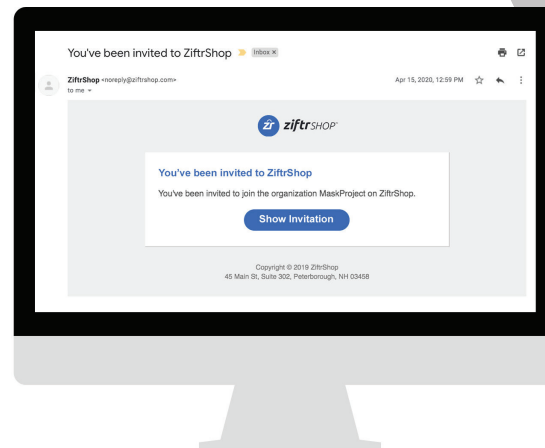 You've been invited to ZiftrShop Inbox ×
ZiftrShop <noreply@ziftrshop.com> Apr 15, 2020, 12:59 PM
to me
zr ziftrSHOP
You've been invited to ZiftrShop
You've been invited to join the organization MaskProject on ZiftrShop.
Show Invitation
Copyright © 2019 ZiftrShop
45 Main St, Suite 302, Peterborough, NH 03458